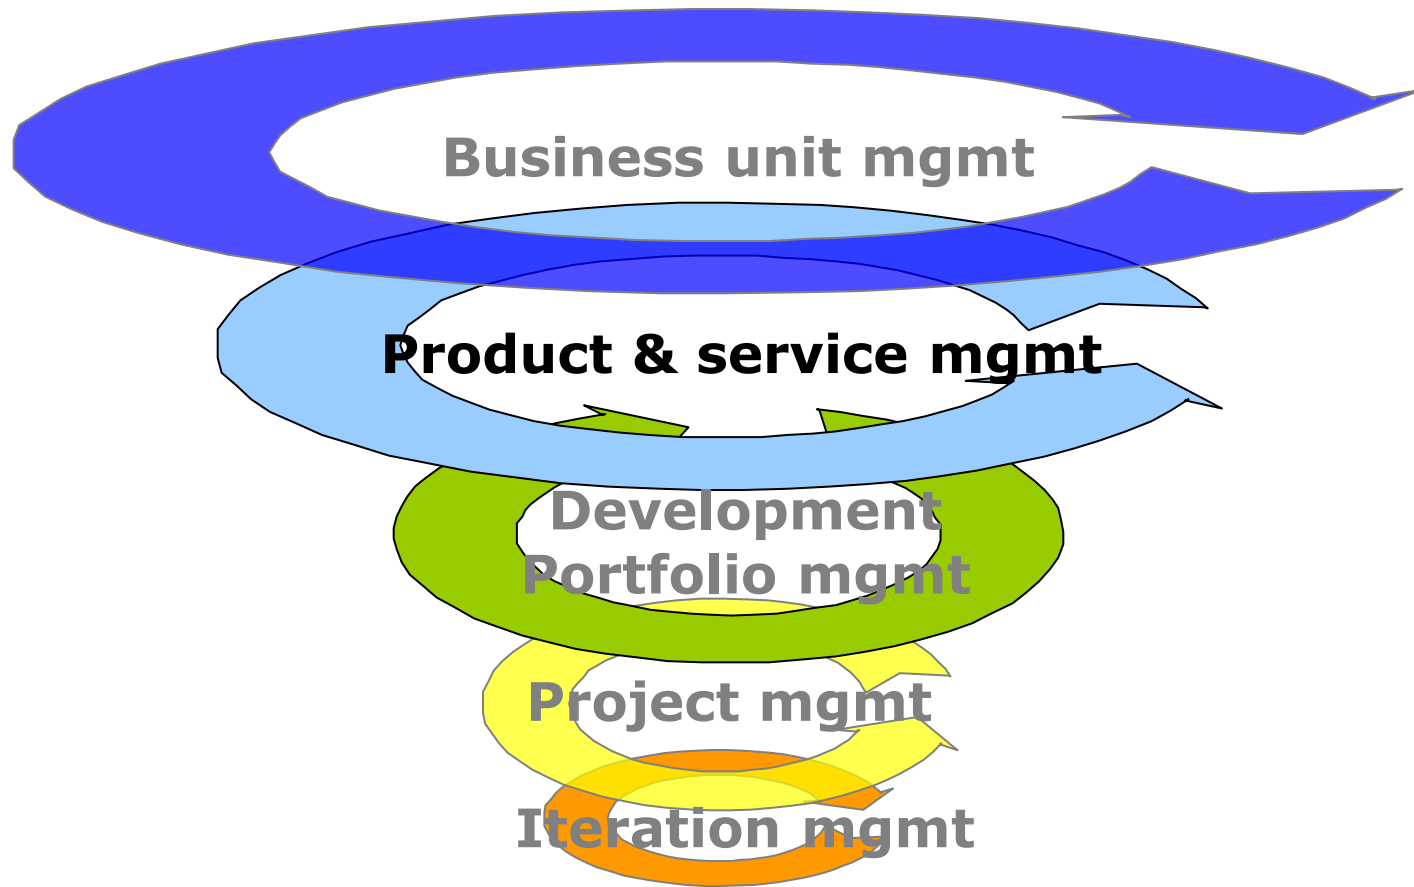 Business unit mgmt
Product & service mgmt
Development
Portfolio mgmt
Project mgmt
Iteration mgmt